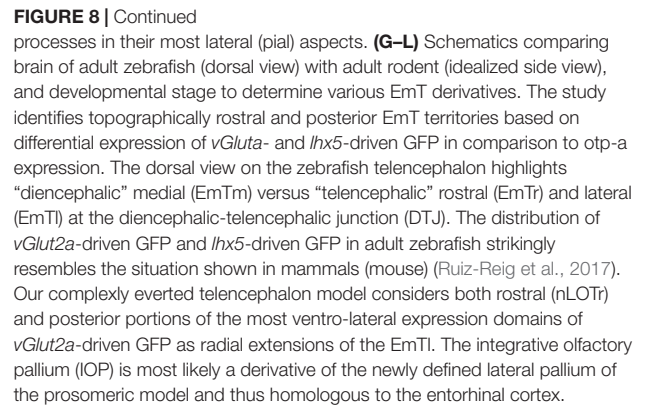 FIGURE 8 | Continued
processes in their most lateral (pial) aspects. (G–L) Schematics comparing
brain of adult zebrafish (dorsal view) with adult rodent (idealized side view),
and developmental stage to determine various EmT derivatives. The study
identifies topographically rostral and posterior EmT territories based on
differential expression of vGluta- and lhx5-driven GFP in comparison to otp-a
expression. The dorsal view on the zebrafish telencephalon highlights
“diencephalic” medial (EmTm) versus “telencephalic” rostral (EmTr) and lateral
(EmTl) at the diencephalic-telencephalic junction (DTJ). The distribution of
vGlut2a-driven GFP and lhx5-driven GFP in adult zebrafish strikingly
resembles the situation shown in mammals (mouse) (Ruiz-Reig et al., 2017).
Our complexly everted telencephalon model considers both rostral (nLOTr)
and posterior portions of the most ventro-lateral expression domains of
vGlut2a-driven GFP as radial extensions of the EmTl. The integrative olfactory
pallium (IOP) is most likely a derivative of the newly defined lateral pallium of
the prosomeric model and thus homologous to the entorhinal cortex.